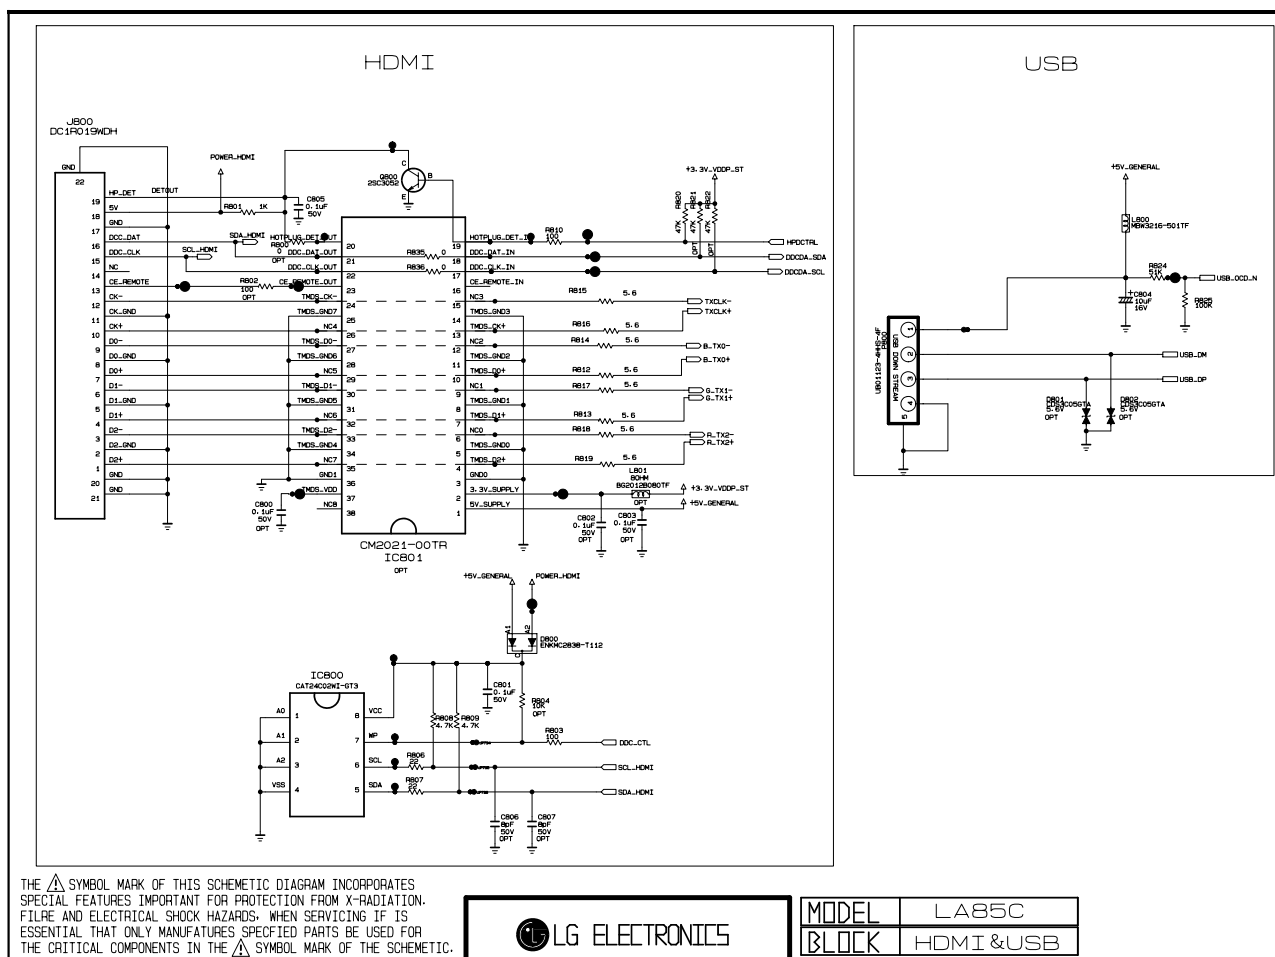 HDMI
J800
DC1R019WDH
GND
22
19 HP_DET DETOUT
18 5V
17 GND
16 DCC_DAT
15 DDC_CLK
14 NC
13 CE_REMOTE
12 CK-
11 CK_GND
10 CK+
9 D0-
8 D0_GND
7 D0+
6 D1-
5 D1_GND
4 D1+
3 D2-
2 D2_GND
1 D2+
20 GND
21 GND
POWER_HDMI
R801 1K
C805
0.1uF
50V
SDA_HDMI
SCL_HDMI
R800
0
OPT
R802
100
OPT
Q800
2SC3052
C
B
E
HOTPLUG_DET_OUT 20
DDC_DAT_OUT 21
DDC_CLK_OUT 22
CE_REMOTE_OUT 23
TMDS_CK- 24
TMDS_GND7 25
NC4 26
TMDS_D0- 27
TMDS_GND6 28
NC5 29
TMDS_D1- 30
TMDS_GND5 31
NC6 32
TMDS_D2- 33
TMDS_GND4 34
NC7 35
GND1 36
TMDS_VDD 37
NC8 38
R835 0
R836 0
19 HOTPLUG_DET_IN
18 DDC_DAT_IN
17 DDC_CLK_IN
16 CE_REMOTE_IN
15 NC3
14 TMDS_GND3
13 TMDS_CK+
12 NC2
11 TMDS_GND2
10 TMDS_D0+
9 NC1
8 TMDS_GND1
7 TMDS_D1+
6 NC0
5 TMDS_GND0
4 TMDS_D2+
3 GND0
2 3.3V_SUPPLY
1 5V_SUPPLY
CM2021-00TR
IC801
OPT
C800
0.1uF
50V
OPT
R810
100
+3.3V_VDDP_ST
R820
47K
R821
47K
OPT
R822
47K
OPT
HPDCTRL
DDCDA_SDA
DDCDA_SCL
R815 5.6
TXCLK-
TXCLK+
R816 5.6
R814 5.6
B_TX0-
B_TX0+
R812 5.6
R817 5.6
G_TX1-
G_TX1+
R813 5.6
R818 5.6
R_TX2-
R_TX2+
R819 5.6
L801
80HM
BG2012B080TF
OPT
+3.3V_VDDP_ST
+5V_GENERAL
C802
0.1uF
50V
OPT
C803
0.1uF
50V
OPT
+5V_GENERAL
POWER_HDMI
A1
A2
C
D800
ENKMC2838-T112
IC800
CAT24C02WI-GT3
A0 1
A1 2
A2 3
VSS 4
8 VCC
7 WP
6 SCL
5 SDA
R808
4.7K
R809
4.7K
C801
0.1uF
50V
R804
10K
OPT
R803
100
R806
22
R807
22
DDC_CTL
SCL_HDMI
SDA_HDMI
C806
8pF
50V
OPT
C807
8pF
50V
OPT
USB
+5V_GENERAL
L800
MBW3216-501TF
R824
51K
USB_OCD_N
C804
10uF
16V
R825
100K
UB01123-4HHS-4F
P800
USB DOWN STREAM
1
2
3
4
5
USB_DM
USB_DP
D801
CDS3C05GTA
5.6V
OPT
D802
CDS3C05GTA
5.6V
OPT
THE ⚠ SYMBOL MARK OF THIS SCHEMETIC DIAGRAM INCORPORATES
SPECIAL FEATURES IMPORTANT FOR PROTECTION FROM X-RADIATION.
FILRE AND ELECTRICAL SHOCK HAZARDS, WHEN SERVICING IF IS
ESSENTIAL THAT ONLY MANUFATURES SPECFIED PARTS BE USED FOR
THE CRITICAL COMPONENTS IN THE ⚠ SYMBOL MARK OF THE SCHEMETIC.
LG ELECTRONICS
MODEL LA85C
BLOCK HDMI&USB